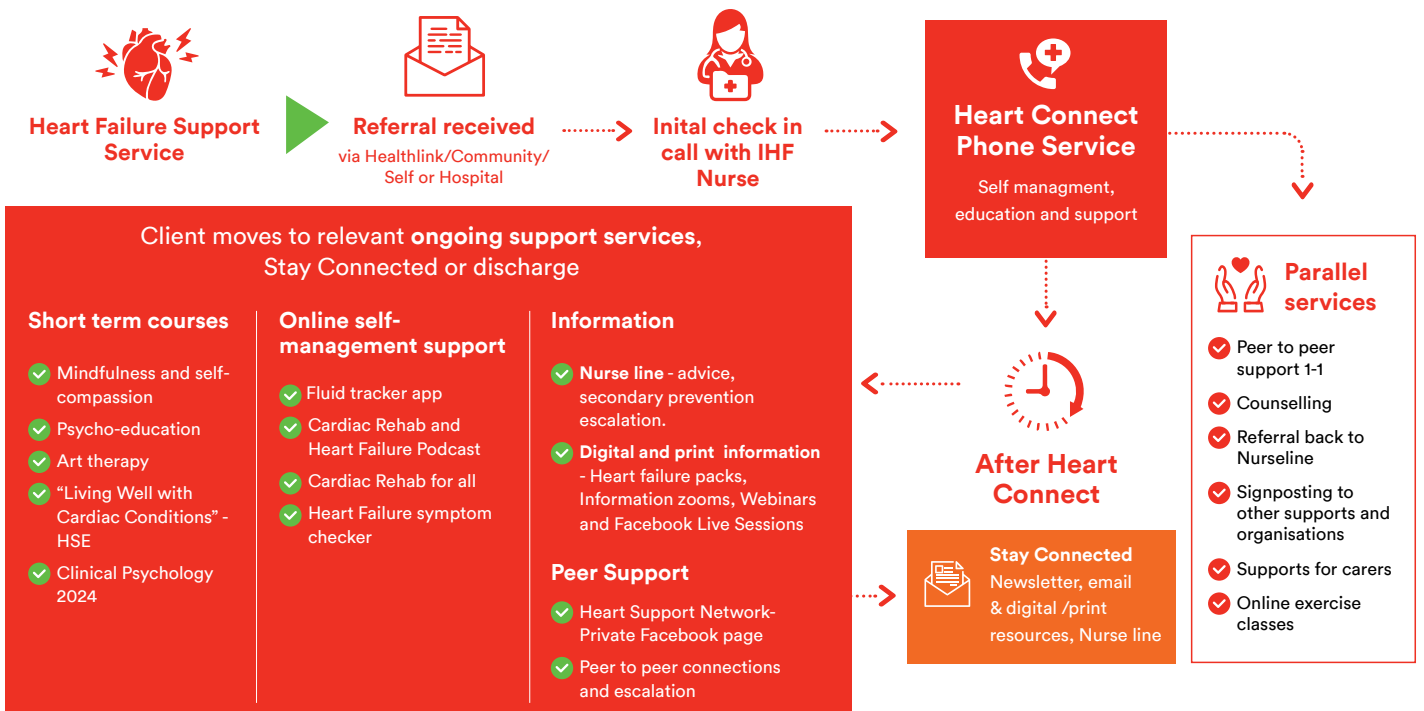 Heart Failure Support
Service
Referral received
via Healthlink/Community/
Self or Hospital
Inital check in
call with IHF
Nurse
Heart Connect
Phone Service
Self managment,
education and support
Parallel
services
Peer to peer
support 1-1
Counselling
Referral back to
Nurseline
Signposting to
other supports and
organisations
Supports for carers
Online exercise
classes
After Heart
Connect
Client moves to relevant ongoing support services,
Stay Connected or discharge
Short term courses
Mindfulness and self-
compassion
Psycho-education
Art therapy
“Living Well with
Cardiac Conditions” -
HSE
Clinical Psychology
2024
Online self-
management support
Fluid tracker app
Cardiac Rehab and
Heart Failure Podcast
Cardiac Rehab for all
Heart Failure symptom
checker
Information
Nurse line - advice,
secondary prevention
escalation.
Digital and print information
- Heart failure packs,
Information zooms, Webinars
and Facebook Live Sessions
Peer Support
Heart Support Network-
Private Facebook page
Peer to peer connections
and escalation
Stay Connected
Newsletter, email
& digital /print
resources, Nurse line